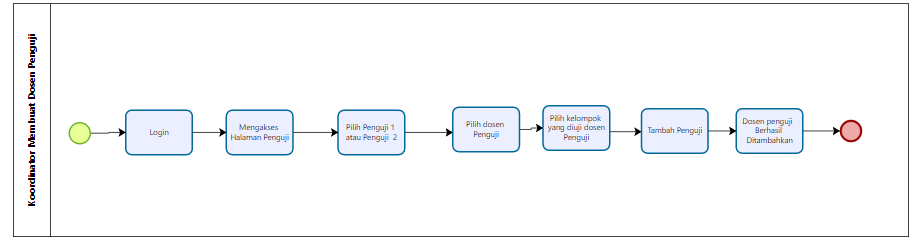 Koordinator Membuat Dosen Penguji
Login
Mengakses
Halaman Penguji
Pilih Penguji 1
atau Penguji 2
Pilih dosen
Penguji
Pilih kelompok
yang diuji dosen
Penguji
Tambah Penguji
Dosen penguji
Berhasil
Ditambahkan